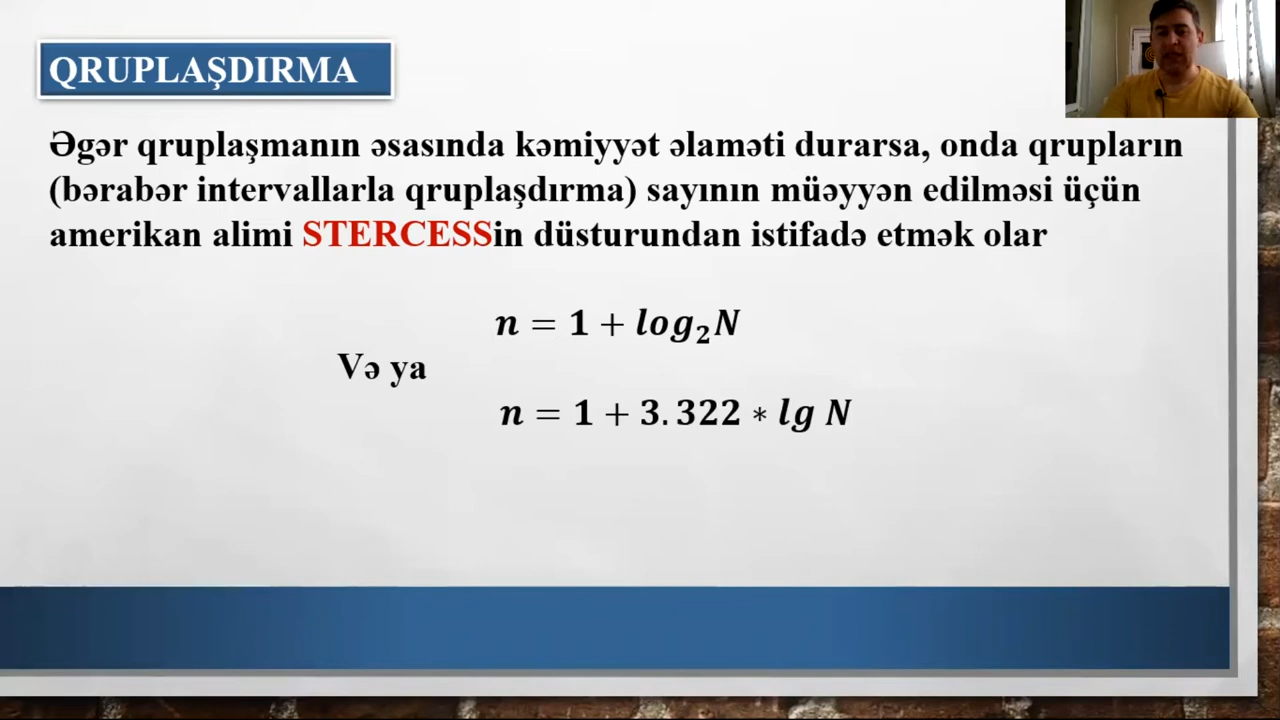 QRUPLAŞDIRMA
Əgər qruplaşmanın əsasında kəmiyyət əlaməti durarsa, onda qrupların
(bərabər intervallarla qruplaşdırma) sayının müəyyən edilməsi üçün
amerikan alimi STERCESSin düsturundan istifadə etmək olar
n = 1 + log₂N
Və ya
n = 1 + 3.322 * lg N